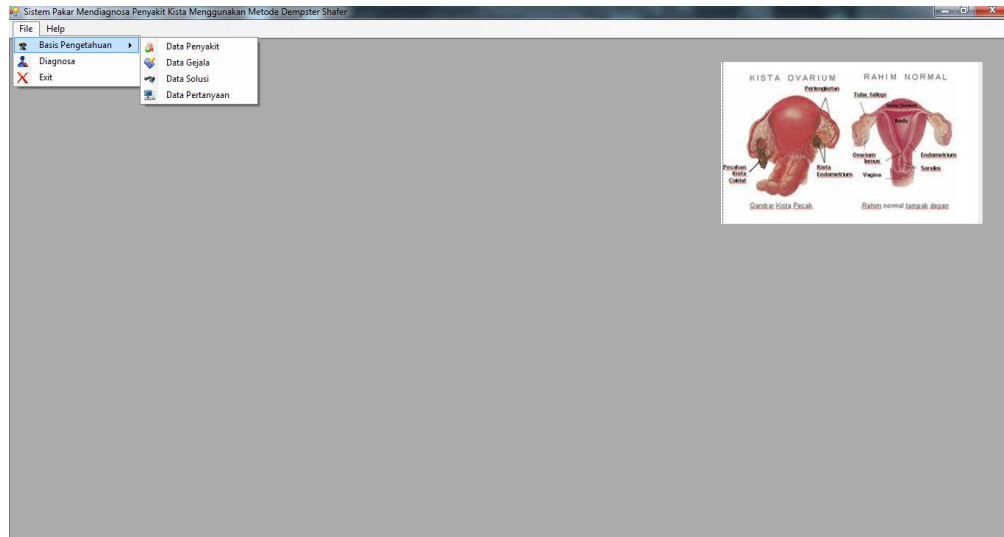 Sistem Pakar Mendiagnosa Penyakit Kista Menggunakan Metode Dempster Shafer
File Help
Basis Pengetahuan
Diagnosa
Exit
Data Penyakit
Data Gejala
Data Solusi
Data Pertanyaan
KISTA OVARIUM
Perlengketan
Pecahan
Kista
Coklat
Kista
Endometrium
Gambar Kista Pecah
RAHIM NORMAL
Tuba Fallopi
Body
Ovarium
Endometrium
Serviks
Vagina
Rahim normal tampak depan